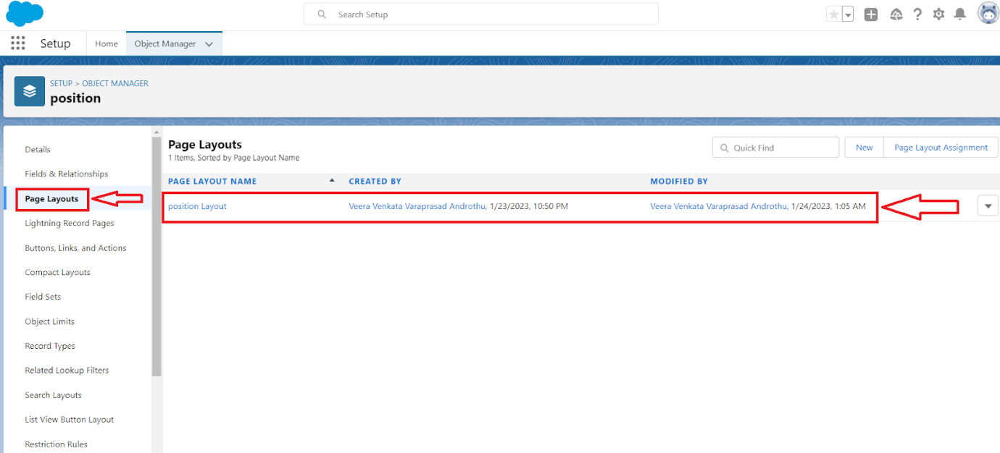 Search Setup
Setup
Home
Object Manager
SETUP > OBJECT MANAGER
position
Details
Fields & Relationships
Page Layouts
Lightning Record Pages
Buttons, Links, and Actions
Compact Layouts
Field Sets
Object Limits
Record Types
Related Lookup Filters
Search Layouts
List View Button Layout
Restriction Rules
Page Layouts
1 Items, Sorted by Page Layout Name
Quick Find
New
Page Layout Assignment
PAGE LAYOUT NAME CREATED BY MODIFIED BY
position Layout Veera Venkata Varaprasad Androthu, 1/23/2023, 10:50 PM Veera Venkata Varaprasad Androthu, 1/24/2023, 1:05 AM